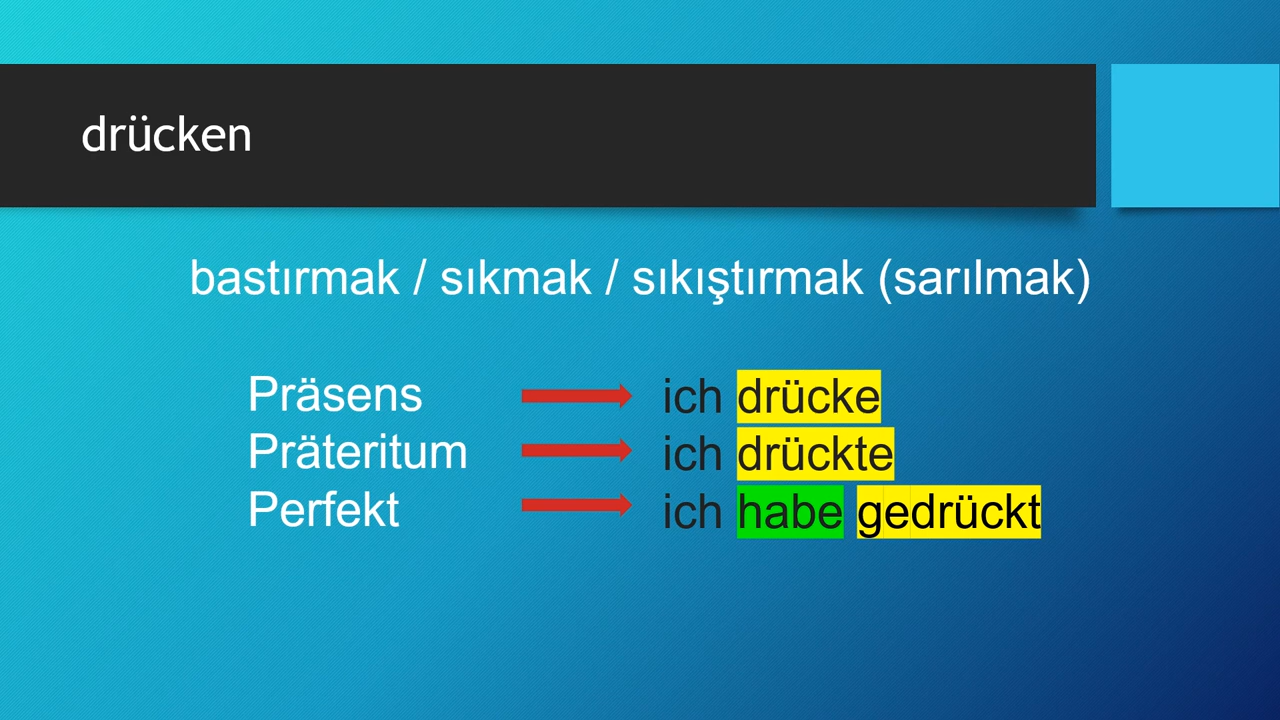 drücken
bastırmak / sıkmak / sıkıştırmak (sarılmak)
Präsens ich drücke
Präteritum ich drückte
Perfekt ich habe gedrückt